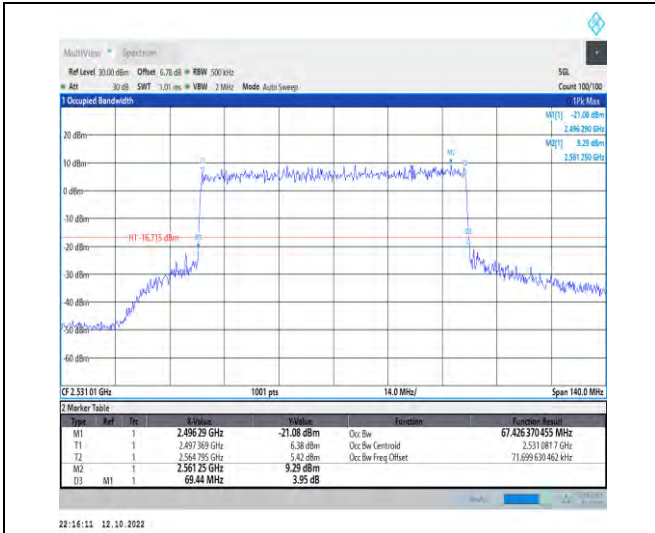 MultiView Spectrum
Ref Level 30.00 dBm Offset 6.78 dB RBW 500 kHz SGL
Att 30 dB SWT 1.01 ms VBW 2 MHz Mode Auto Sweep Count 100/100
1 Occupied Bandwidth 1Pk Max
M1[1] -21.08 dBm
2.496 290 GHz
M2[1] 9.29 dBm
2.561 250 GHz
20 dBm
10 dBm
0 dBm
-10 dBm
H1 -16.715 dBm
-20 dBm
-30 dBm
-40 dBm
-50 dBm
-60 dBm
T1
M2
M1
D3
CF 2.531 01 GHz 1001 pts 14.0 MHz/ Span 140.0 MHz
2 Marker Table
Type Ref Trc X-Value Y-Value Function Function Result
M1 1 2.496 29 GHz -21.08 dBm Occ Bw 67.426 370 455 MHz
T1 1 2.497 369 GHz 6.38 dBm Occ Bw Centroid 2.531 081 7 GHz
T2 1 2.564 795 GHz 5.42 dBm Occ Bw Freq Offset 71.699 630 462 kHz
M2 1 2.561 25 GHz 9.29 dBm
D3 M1 1 69.44 MHz 3.95 dB
22:16:11 12.10.2022